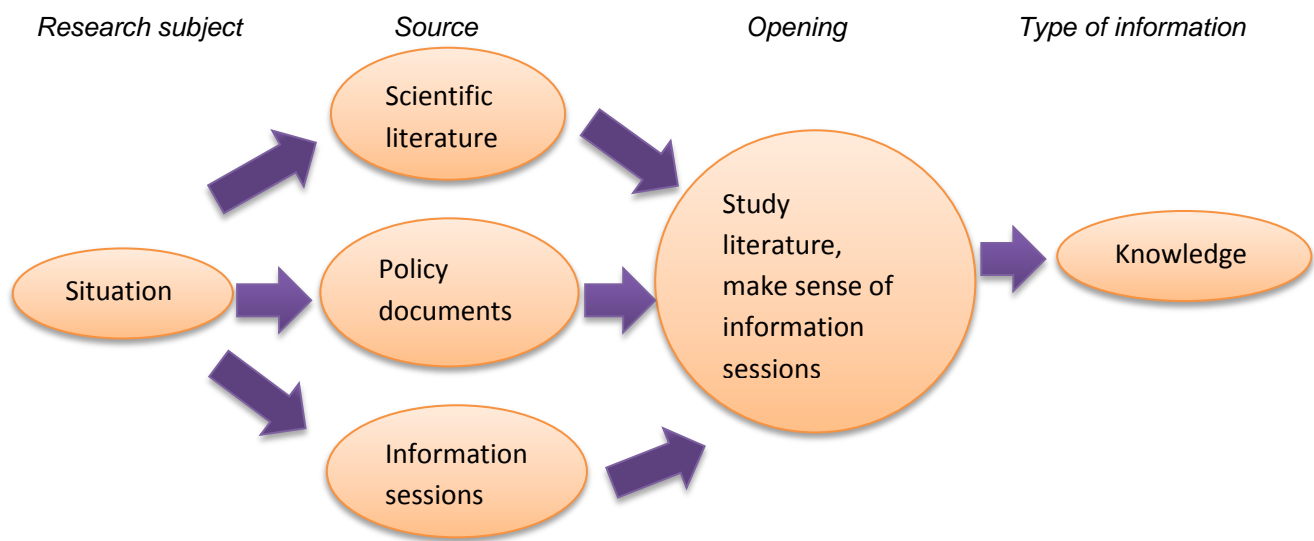 Research subject Source Opening Type of information
Scientific
literature
Situation
Policy
documents
Information
sessions
Study
literature,
make sense of
information
sessions
Knowledge